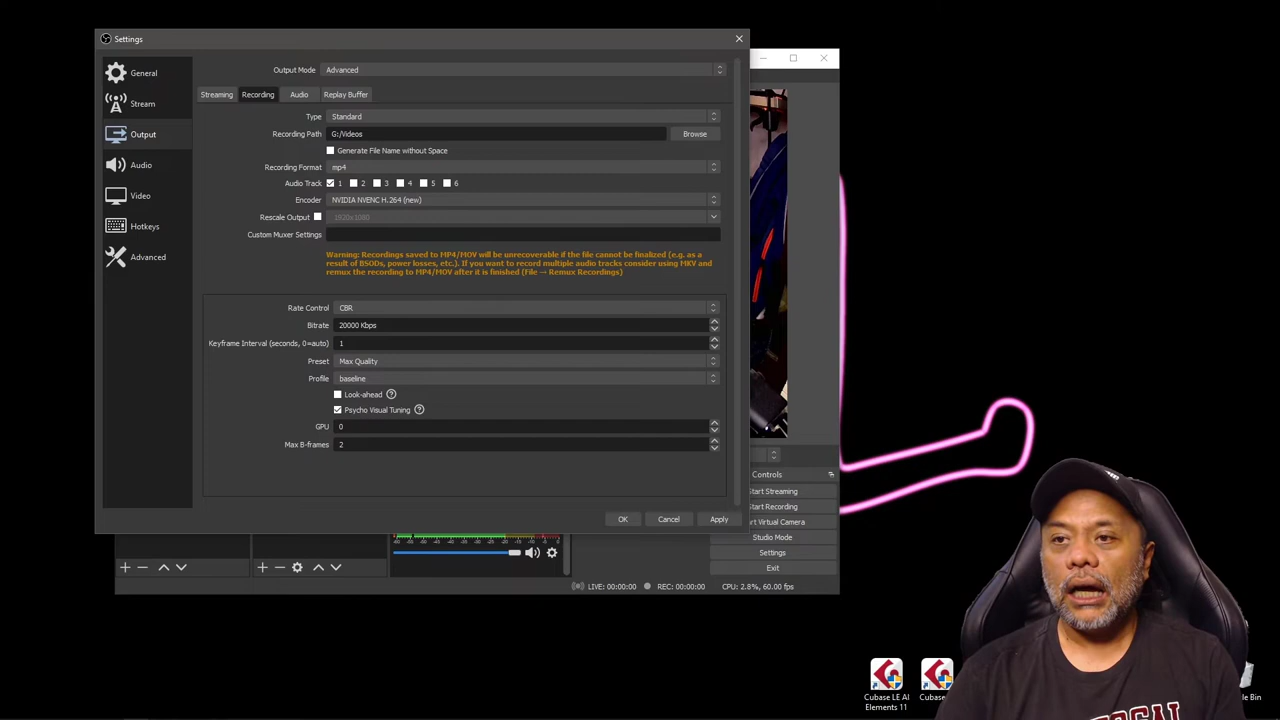 Settings
General
Stream
Output
Audio
Video
Hotkeys
Advanced
Output Mode Advanced
Streaming Recording Audio Replay Buffer
Type Standard
Recording Path G:/Videos Browse
Generate File Name without Space
Recording Format mp4
Audio Track 1 2 3 4 5 6
Encoder NVIDIA NVENC H.264 (new)
Rescale Output 1920x1080
Custom Muxer Settings
Warning: Recordings saved to MP4/MOV will be unrecoverable if the file cannot be finalized (e.g. as a
result of BSODs, power losses, etc.). If you want to record multiple audio tracks consider using MKV and
remux the recording to MP4/MOV after it is finished (File → Remux Recordings)
Rate Control CBR
Bitrate 20000 Kbps
Keyframe Interval (seconds, 0=auto) 1
Preset Max Quality
Profile baseline
Look-ahead ?
Psycho Visual Tuning ?
GPU 0
Max B-frames 2
OK Cancel Apply
Controls
Start Streaming
Start Recording
rt Virtual Camera
Studio Mode
Settings
Exit
LIVE: 00:00:00 REC: 00:00:00 CPU: 2.8%, 60.00 fps
Cubase LE AI
Elements 11
Cubase
le Bin